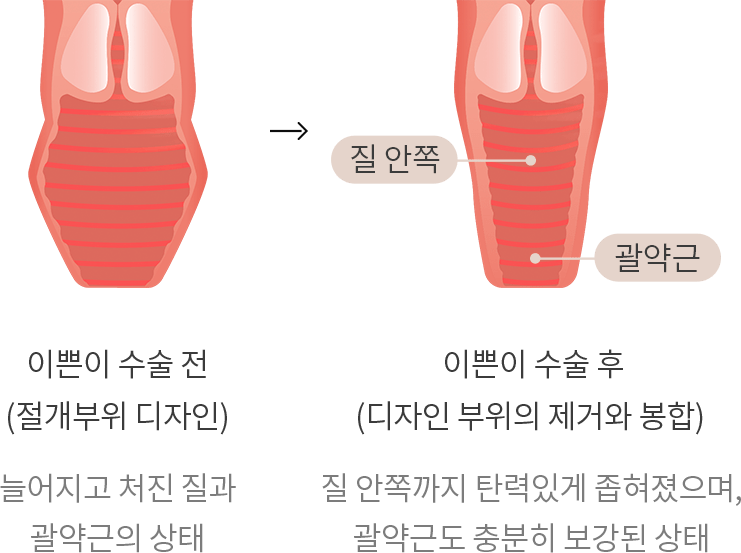 질 안쪽
괄약근
이쁜이 수술 전
(절개부위 디자인)
늘어지고 처진 질과
괄약근의 상태
이쁜이 수술 후
(디자인 부위의 제거와 봉합)
질 안쪽까지 탄력있게 좁혀졌으며,
괄약근도 충분히 보강된 상태